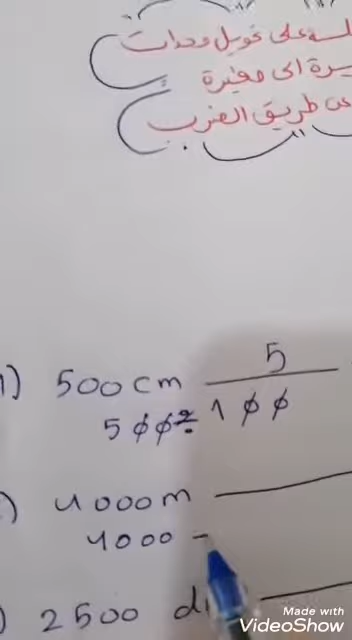 على تحويل وحدات
الى صغيرة
عن طريق الضرب
1) 500 cm 5
500 ÷ 100
) 4000 m
4000 -
) 2500 d
Made with
VideoShow